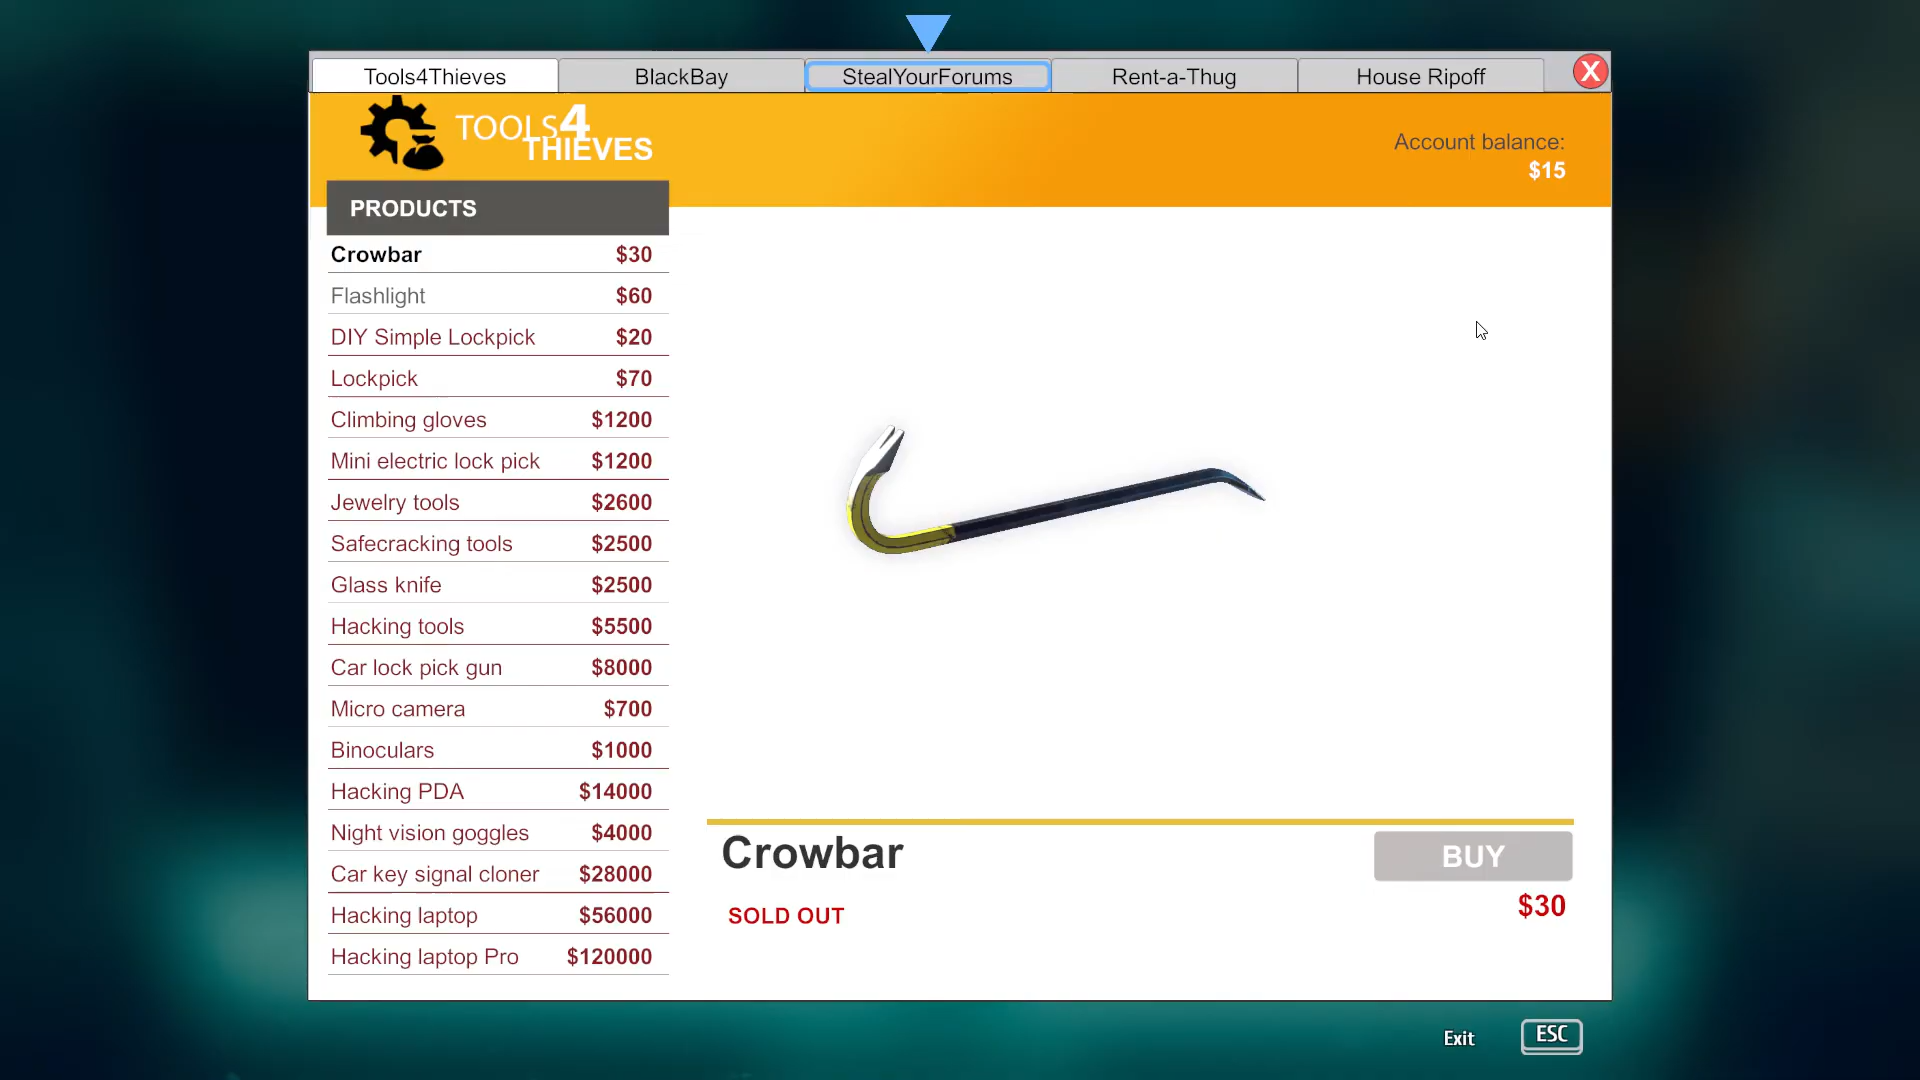 Tools4Thieves
BlackBay
StealYourForums
Rent-a-Thug
House Ripoff
X
TOOLS4
THIEVES
Account balance:
$15
PRODUCTS
Crowbar $30
Flashlight $60
DIY Simple Lockpick $20
Lockpick $70
Climbing gloves $1200
Mini electric lock pick $1200
Jewelry tools $2600
Safecracking tools $2500
Glass knife $2500
Hacking tools $5500
Car lock pick gun $8000
Micro camera $700
Binoculars $1000
Hacking PDA $14000
Night vision goggles $4000
Car key signal cloner $28000
Hacking laptop $56000
Hacking laptop Pro $120000
Crowbar
BUY
SOLD OUT
$30
Exit ESC